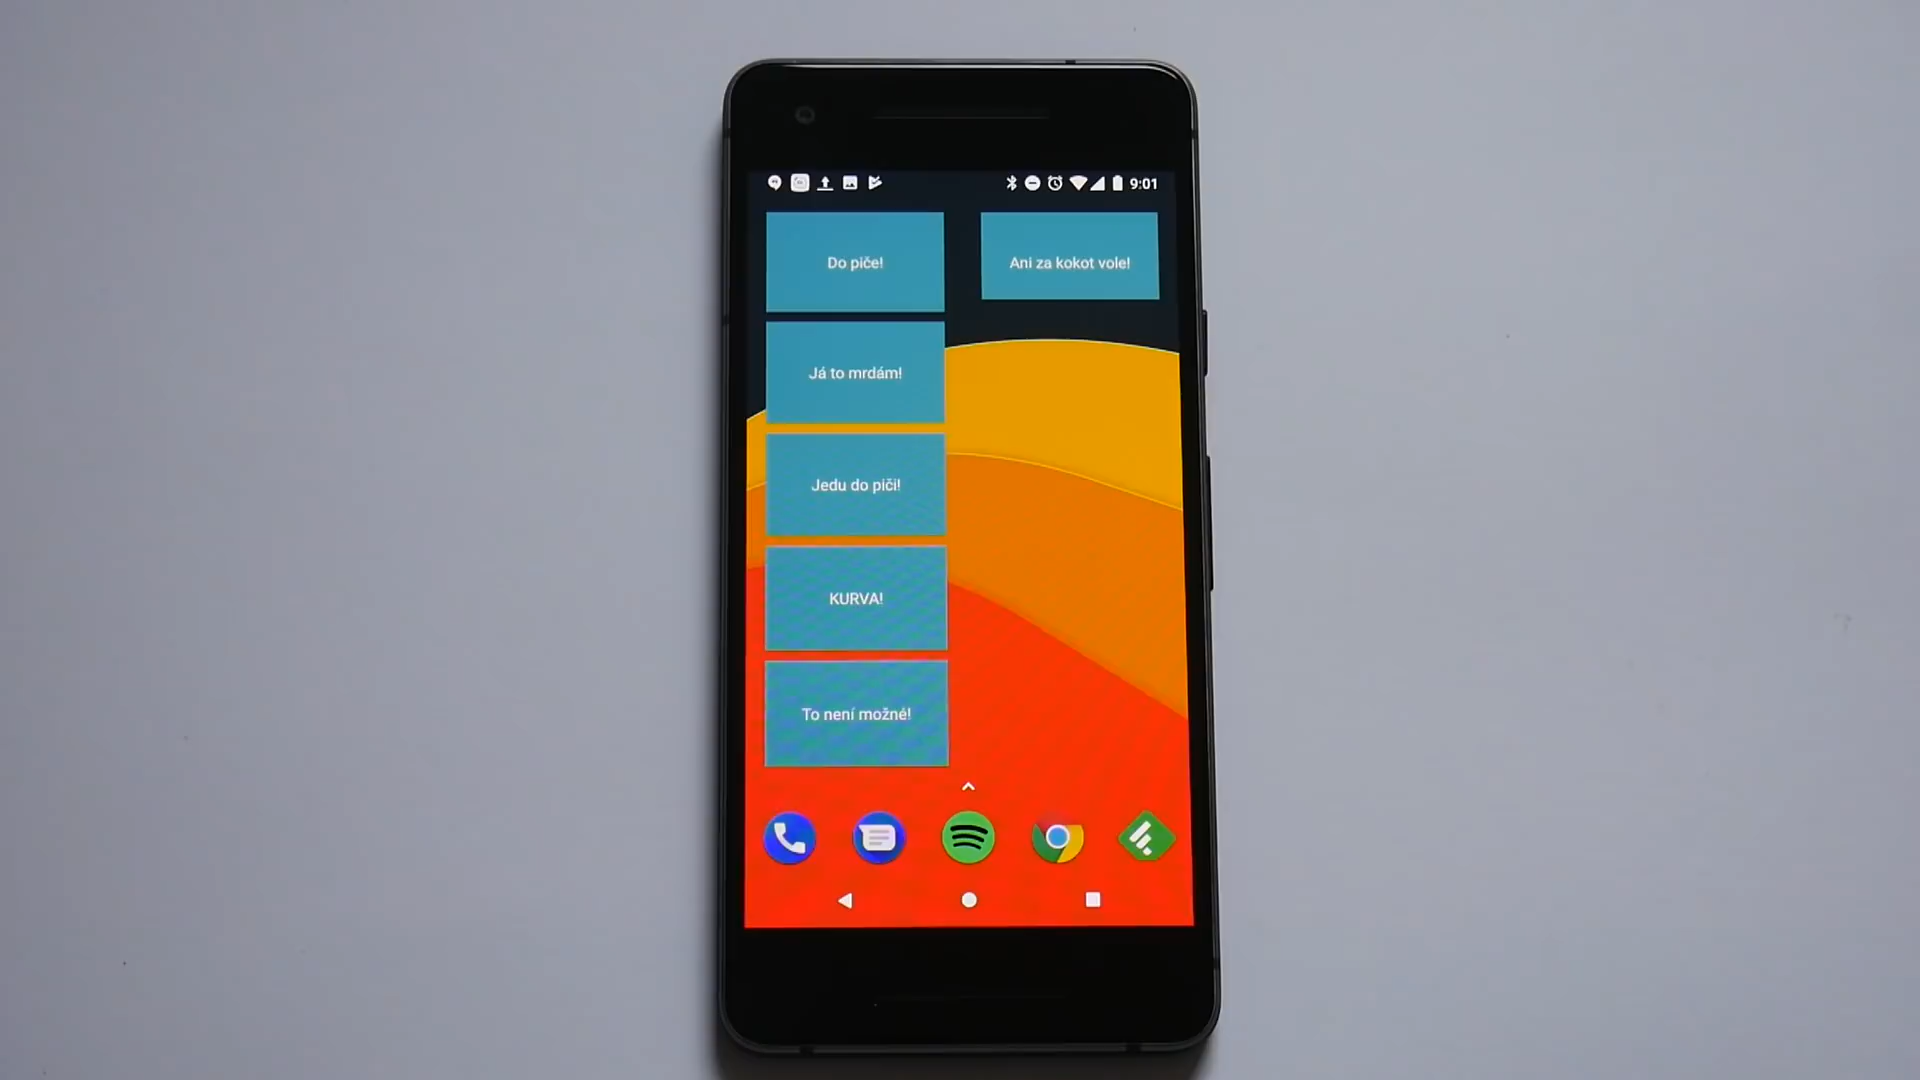 9:01
Do piče!
Ani za kokot vole!
Já to mrdám!
Jedu do piči!
KURVA!
To není možné!